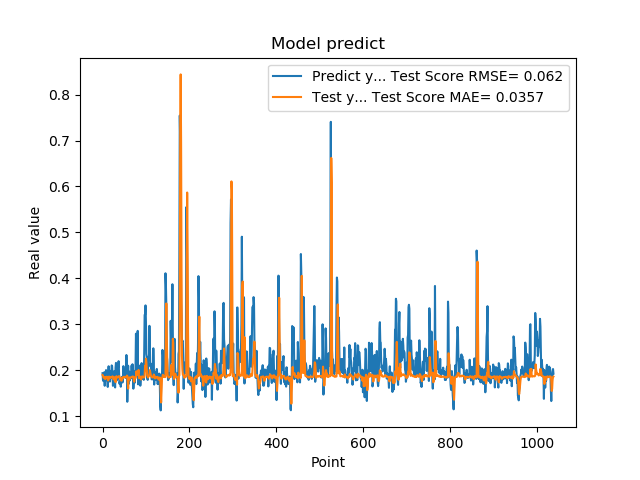 Model predict
Predict y... Test Score RMSE= 0.062
Test y... Test Score MAE= 0.0357
0.8
0.7
0.6
0.5
0.4
0.3
0.2
0.1
Real value
0 200 400 600 800 1000
Point